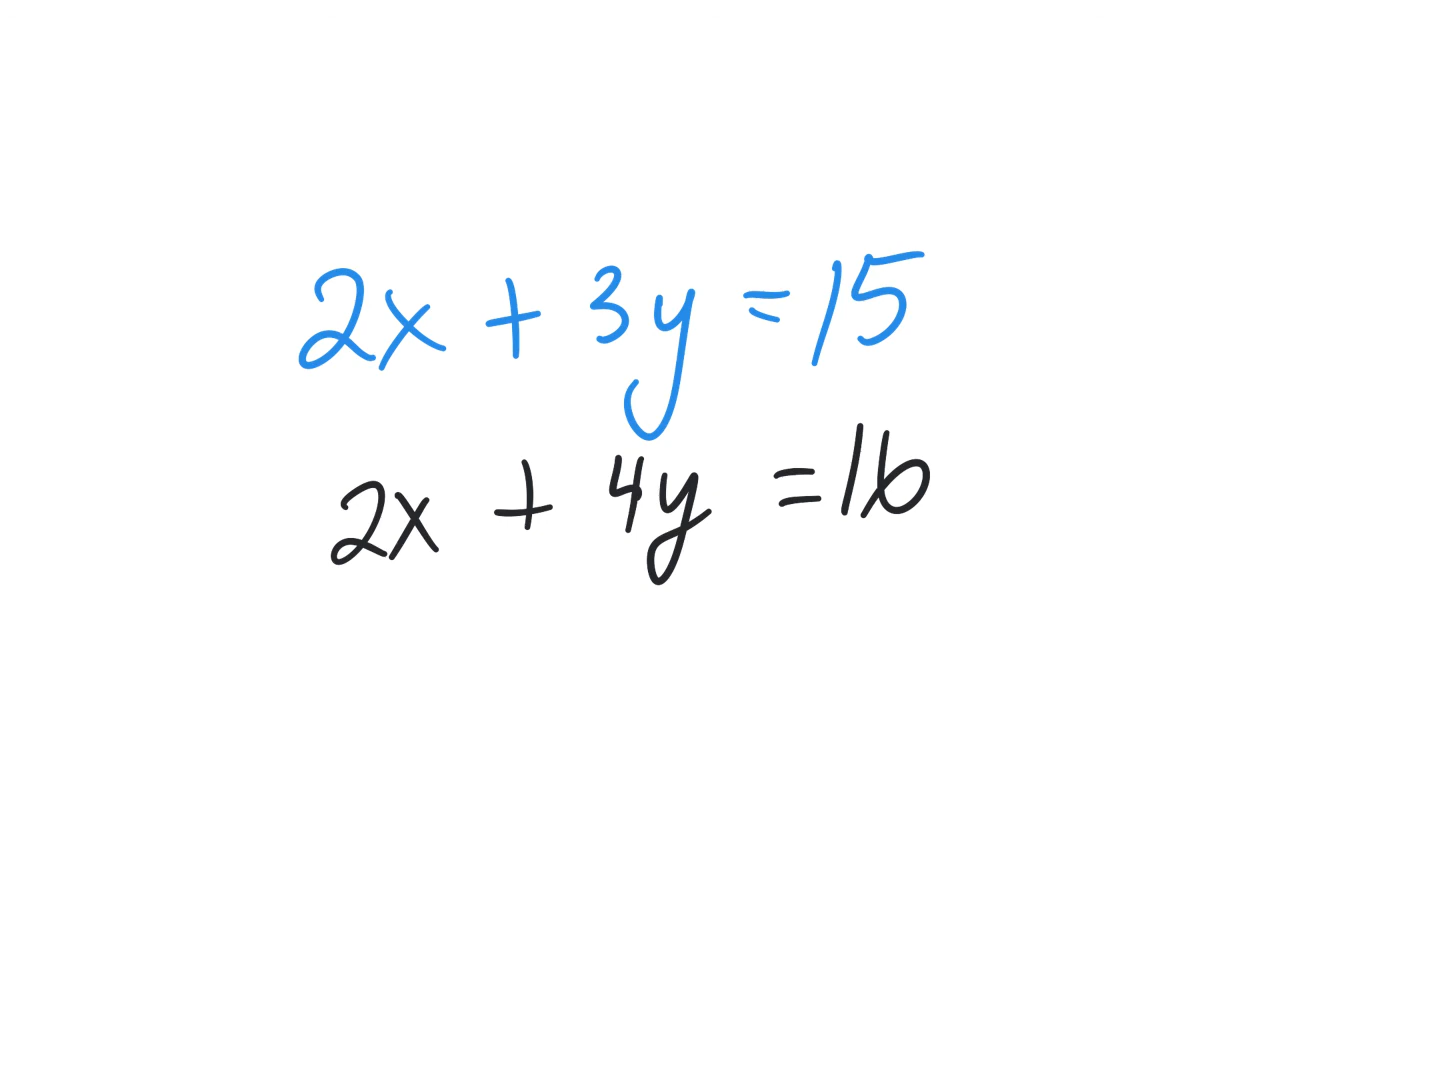 2x + 3y = 15
2x + 4y = 16